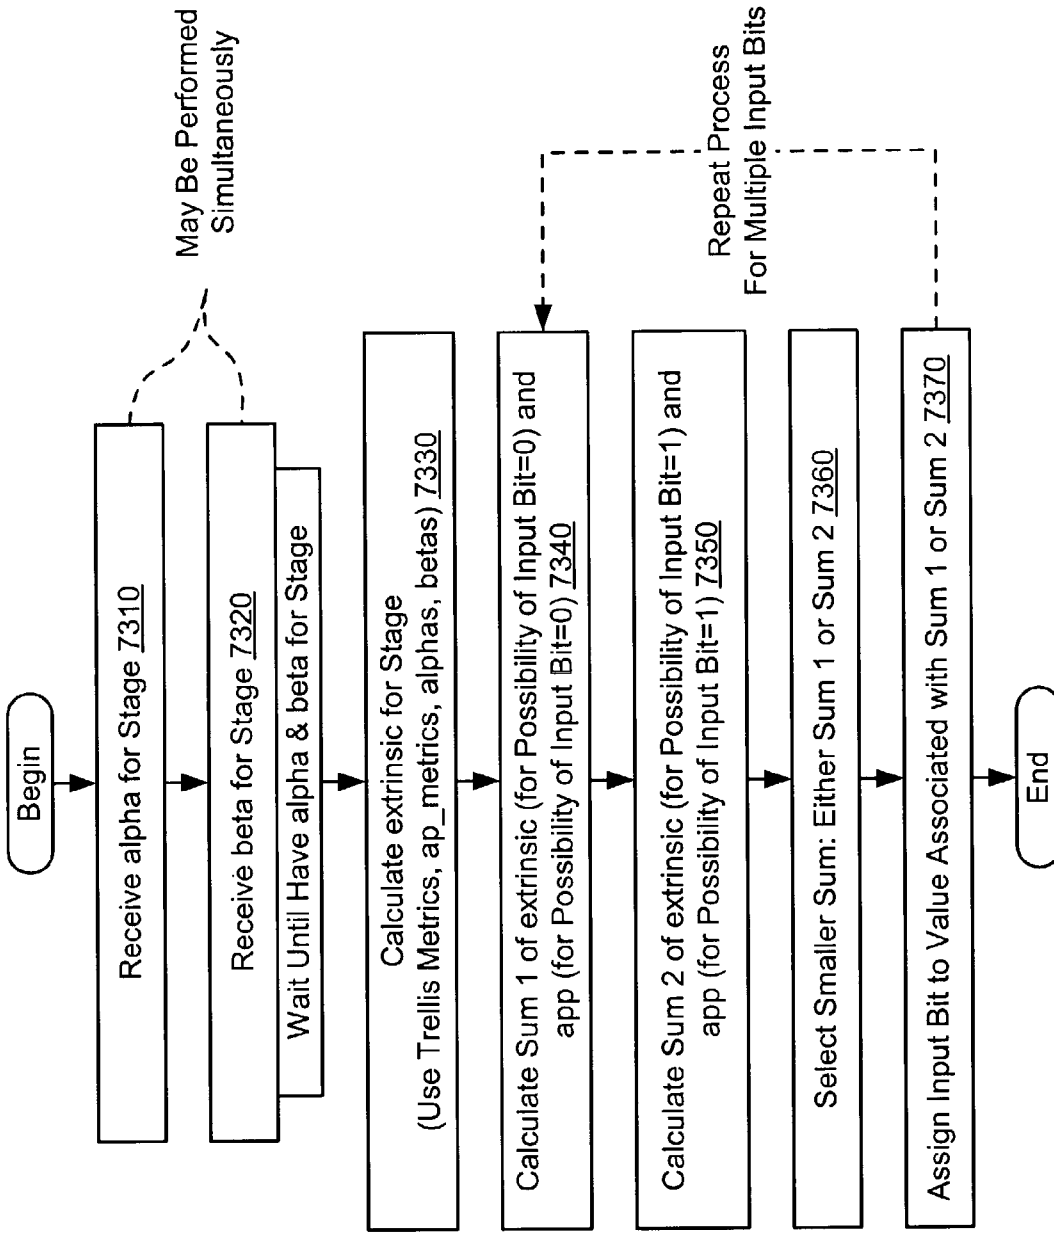 Begin
Receive alpha for Stage 7310
Receive beta for Stage 7320
Wait Until Have alpha & beta for Stage
May Be Performed
Simultaneously
Calculate extrinsic for Stage
(Use Trellis Metrics, ap_metrics, alphas, betas) 7330
Calculate Sum 1 of extrinsic (for Possibility of Input Bit=0) and
app (for Possibility of Input Bit=0) 7340
Calculate Sum 2 of extrinsic (for Possibility of Input Bit=1) and
app (for Possibility of Input Bit=1) 7350
Select Smaller Sum: Either Sum 1 or Sum 2 7360
Assign Input Bit to Value Associated with Sum 1 or Sum 2 7370
Repeat Process
For Multiple Input Bits
End